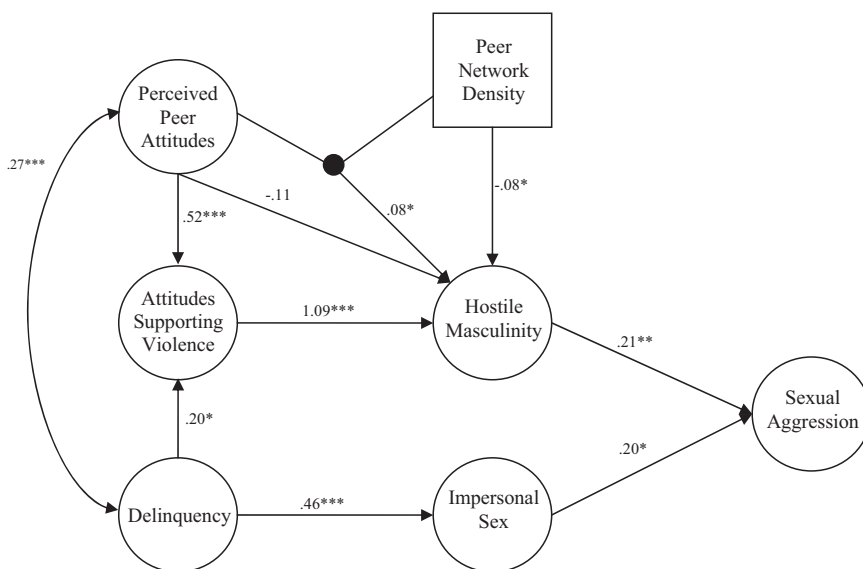 Peer
Network
Density
Perceived
Peer
Attitudes
.27***
-.11
-.08*
.52***
.08*
Attitudes
Supporting
Violence
1.09***
Hostile
Masculinity
.21**
Sexual
Aggression
.20*
.20*
Delinquency
.46***
Impersonal
Sex